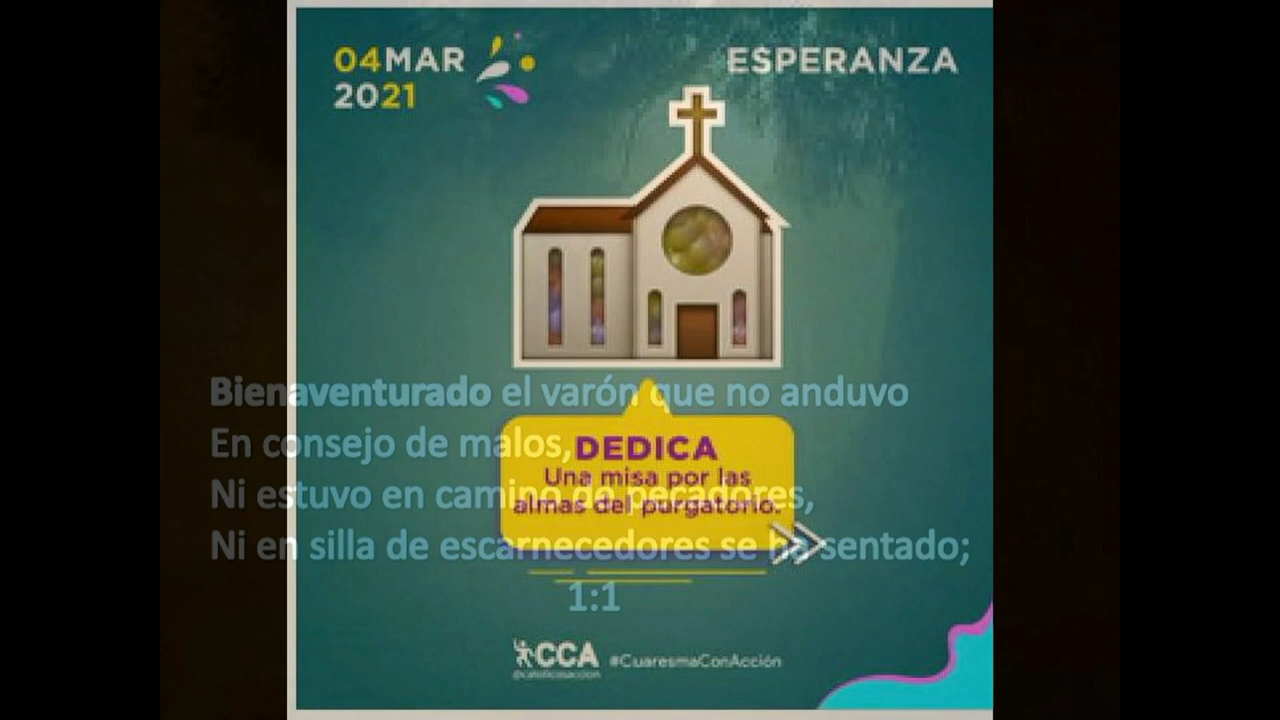 04MAR
2021
ESPERANZA
Bienaventurado el varón que no anduvo
En consejo de malos,
Ni estuvo en camino de pecadores,
Ni en silla de escarnecedores se ha sentado;
1:1
DEDICA
Una misa por las
almas del purgatorio.
CCA
@catolicosaccion
#CuaresmaConAcción